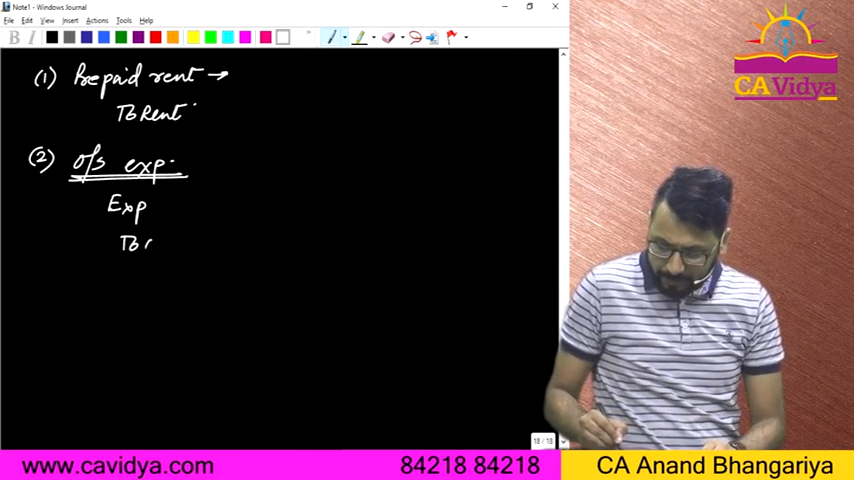 Note1 - Windows Journal
File Edit View Insert Actions Tools Help
B I
(1) Prepaid rent →
To Rent
(2) o/s exp.
Exp
To
18 / 18
CA Vidya
www.cavidya.com 84218 84218 CA Anand Bhangariya